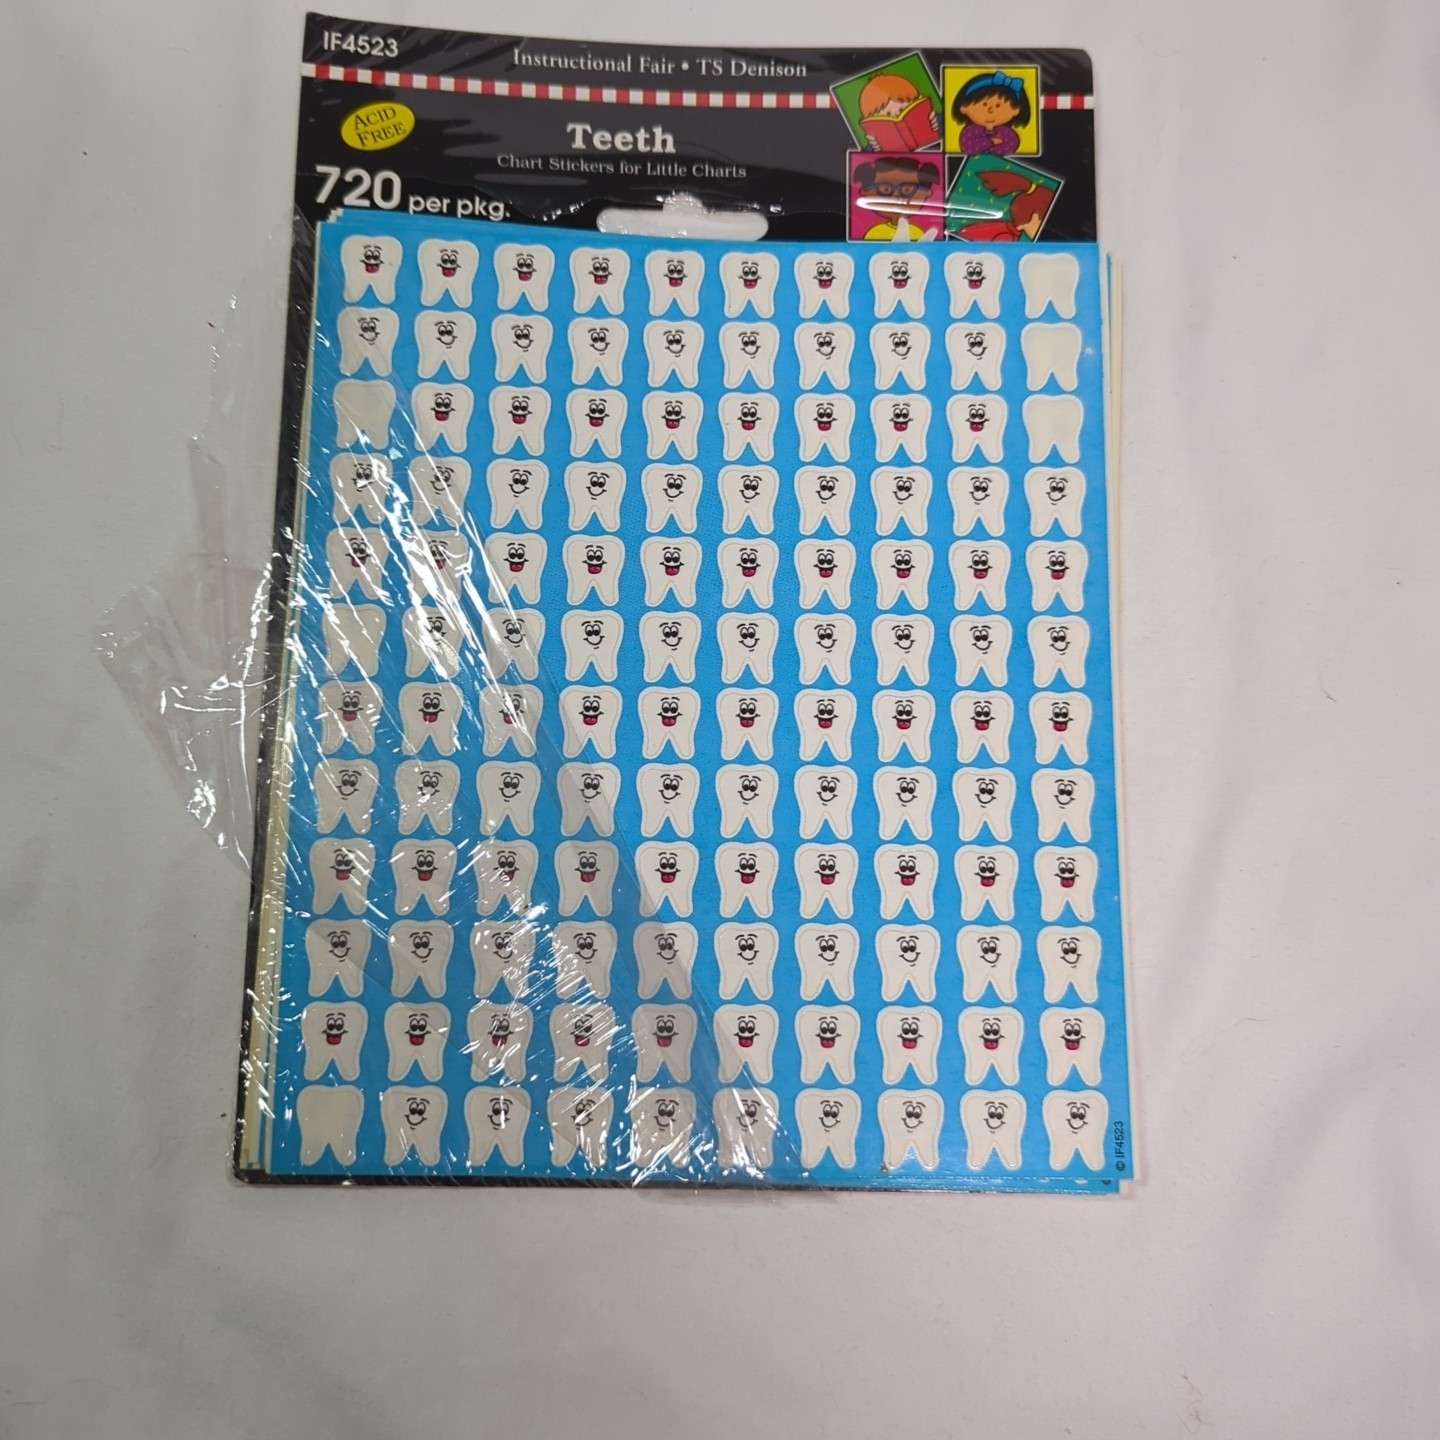 IF4523
Instructional Fair • TS Denison
ACID
FREE
Teeth
Chart Stickers for Little Charts
720 per pkg.
© IF4523